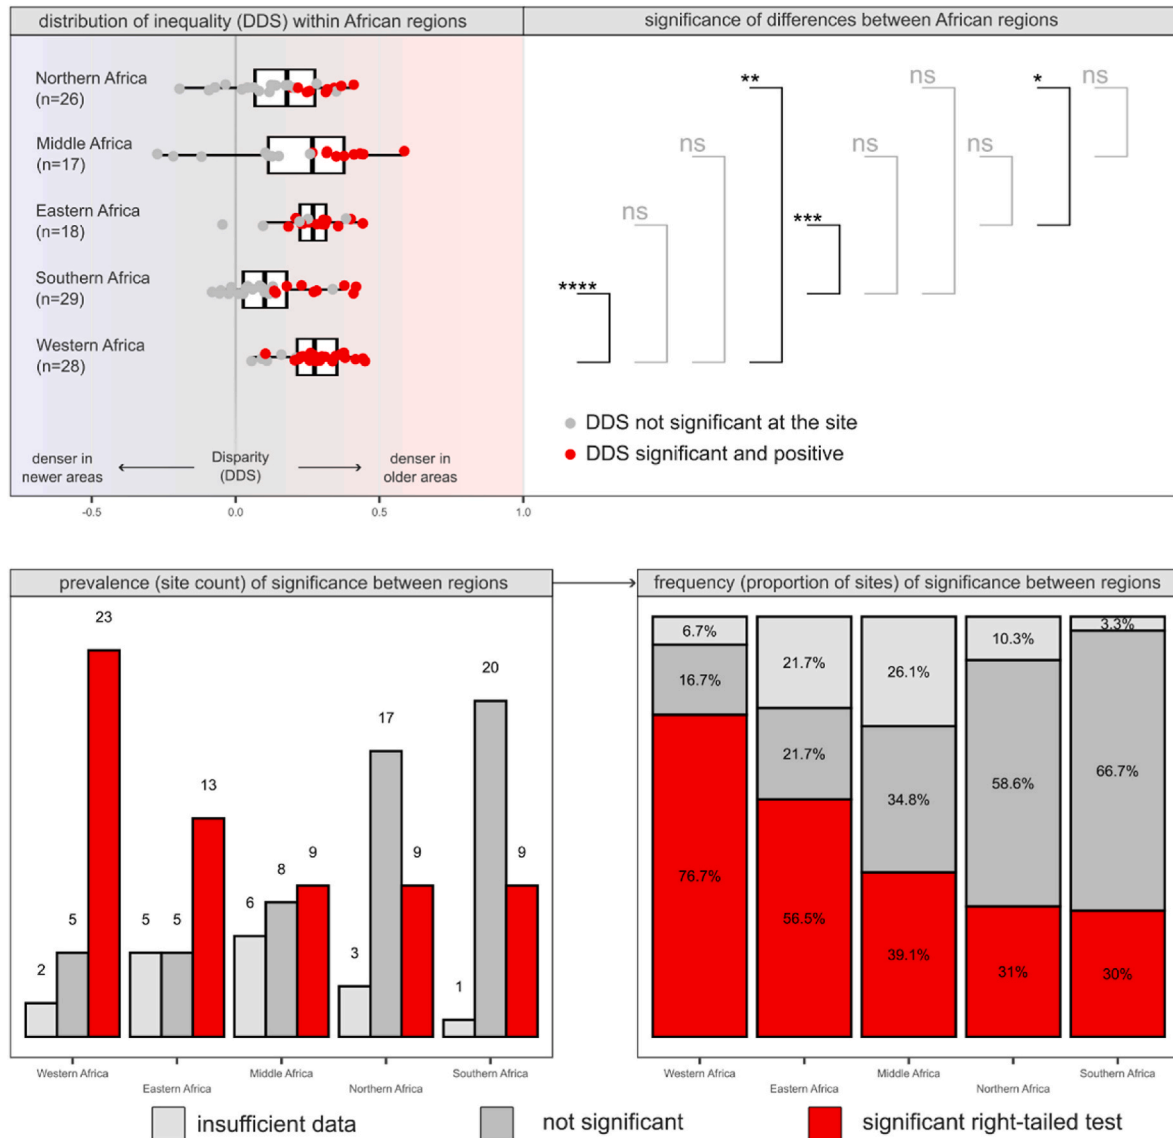 distribution of inequality (DDS) within African regions
significance of differences between African regions
Northern Africa
(n=26)
Middle Africa
(n=17)
Eastern Africa
(n=18)
Southern Africa
(n=29)
Western Africa
(n=28)
denser in
newer areas
Disparity
(DDS)
denser in
older areas
-0.5
0.0
0.5
1.0
****
ns
ns
**
***
ns
ns
ns
*
ns
DDS not significant at the site
DDS significant and positive
prevalence (site count) of significance between regions
2
5
23
5
5
13
6
8
9
3
17
9
1
20
9
Western Africa
Eastern Africa
Middle Africa
Northern Africa
Southern Africa
frequency (proportion of sites) of significance between regions
6.7%
16.7%
76.7%
21.7%
21.7%
56.5%
26.1%
34.8%
39.1%
10.3%
58.6%
31%
3.3%
66.7%
30%
Western Africa
Eastern Africa
Middle Africa
Northern Africa
Southern Africa
insufficient data
not significant
significant right-tailed test